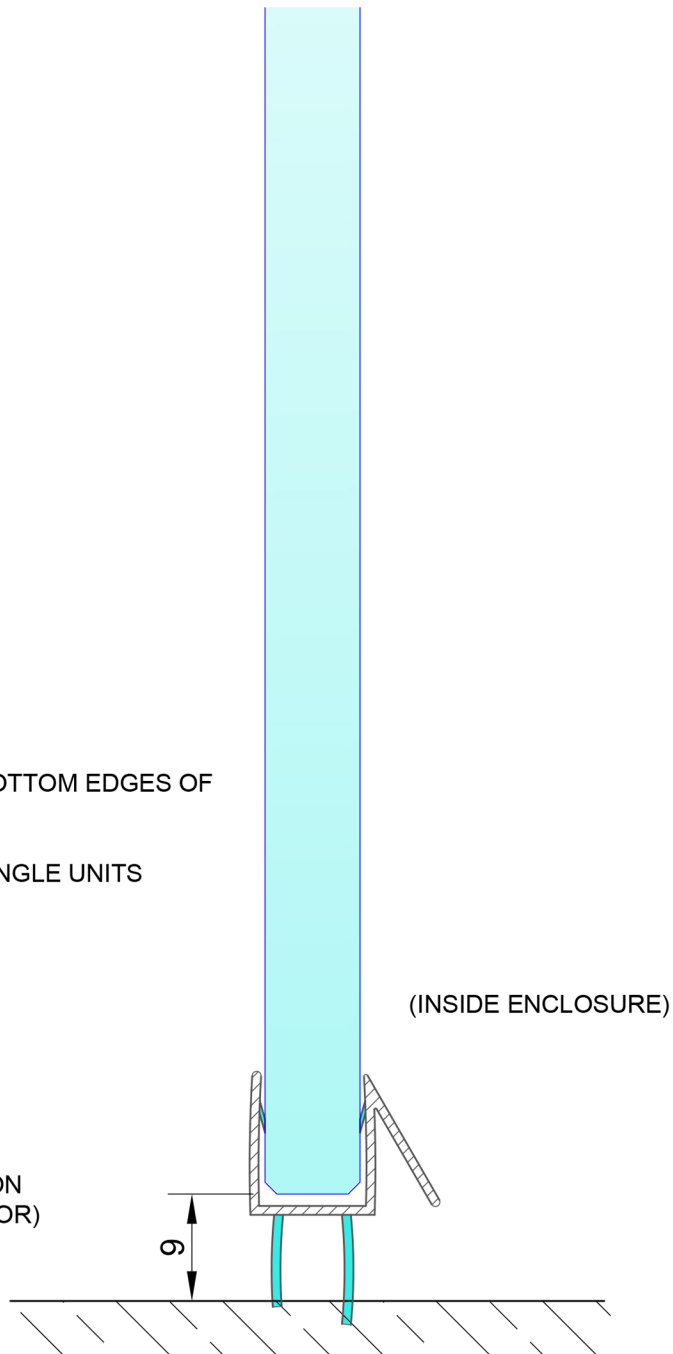 OTTOM EDGES OF
NGLE UNITS
(INSIDE ENCLOSURE)
ON
OR)
9